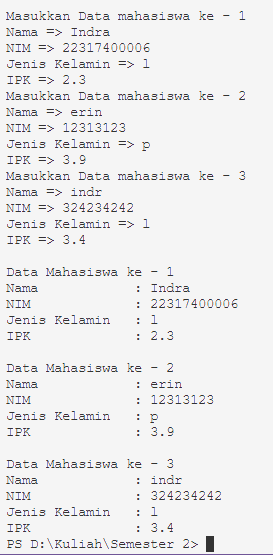 Masukkan Data mahasiswa ke - 1
Nama => Indra
NIM => 22317400006
Jenis Kelamin => l
IPK => 2.3
Masukkan Data mahasiswa ke - 2
Nama => erin
NIM => 12313123
Jenis Kelamin => p
IPK => 3.9
Masukkan Data mahasiswa ke - 3
Nama => indr
NIM => 324234242
Jenis Kelamin => l
IPK => 3.4
Data Mahasiswa ke - 1
Nama : Indra
NIM : 22317400006
Jenis Kelamin : l
IPK : 2.3
Data Mahasiswa ke - 2
Nama : erin
NIM : 12313123
Jenis Kelamin : p
IPK : 3.9
Data Mahasiswa ke - 3
Nama : indr
NIM : 324234242
Jenis Kelamin : l
IPK : 3.4
PS D:\Kuliah\Semester 2>